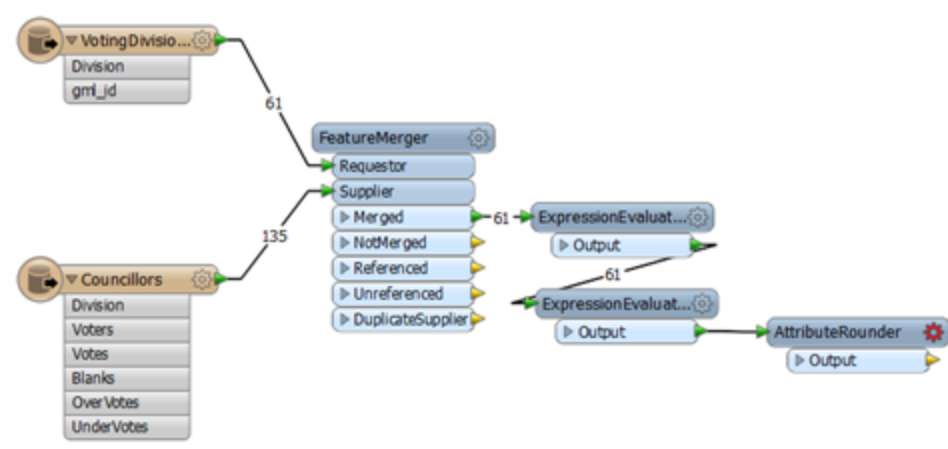 VotingDivisio...
Division
gml_id
61
FeatureMerger
Requestor
Supplier
Merged
NotMerged
Referenced
Unreferenced
DuplicateSupplier
135
Councillors
Division
Voters
Votes
Blanks
OverVotes
UnderVotes
61
ExpressionEvaluat...
Output
61
ExpressionEvaluat...
Output
AttributeRounder
Output